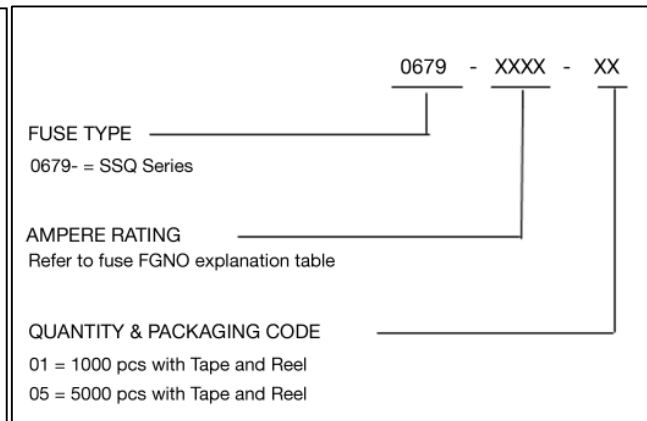 0679 - XXXX - XX
FUSE TYPE
0679- = SSQ Series
AMPERE RATING
Refer to fuse FGNO explanation table
QUANTITY & PACKAGING CODE
01 = 1000 pcs with Tape and Reel
05 = 5000 pcs with Tape and Reel